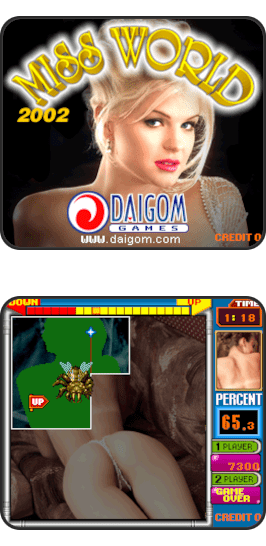 MISS WORLD
2002
DAIGOM
GAMES
www.daigom.com
CREDIT 0
DOWN
UP
TIME
1:18
UP
PERCENT
65.3
1 PLAYER
7300
2 PLAYER
GAME
OVER
CREDIT 0